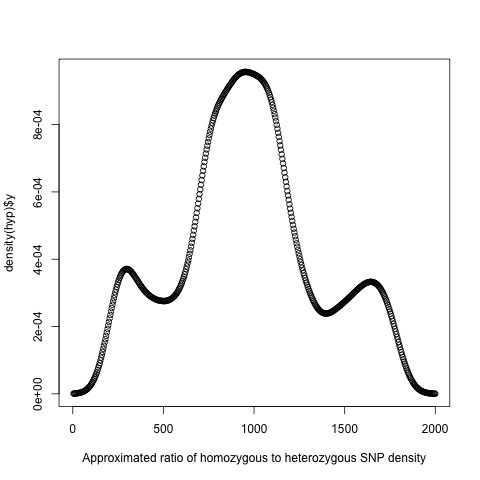 density(hyp)$y
8e-04
6e-04
4e-04
2e-04
0e+00
0 500 1000 1500 2000
Approximated ratio of homozygous to heterozygous SNP density